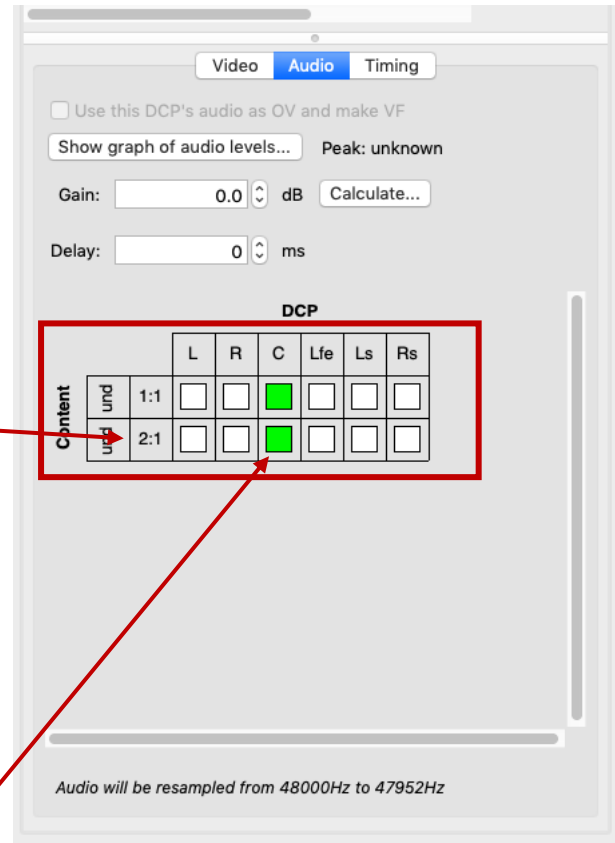 Video Audio Timing
Use this DCP's audio as OV and make VF
Show graph of audio levels... Peak: unknown
Gain: 0.0 dB Calculate...
Delay: 0 ms
DCP
L R C Lfe Ls Rs
Content
und 1:1
und 2:1
Audio will be resampled from 48000Hz to 47952Hz